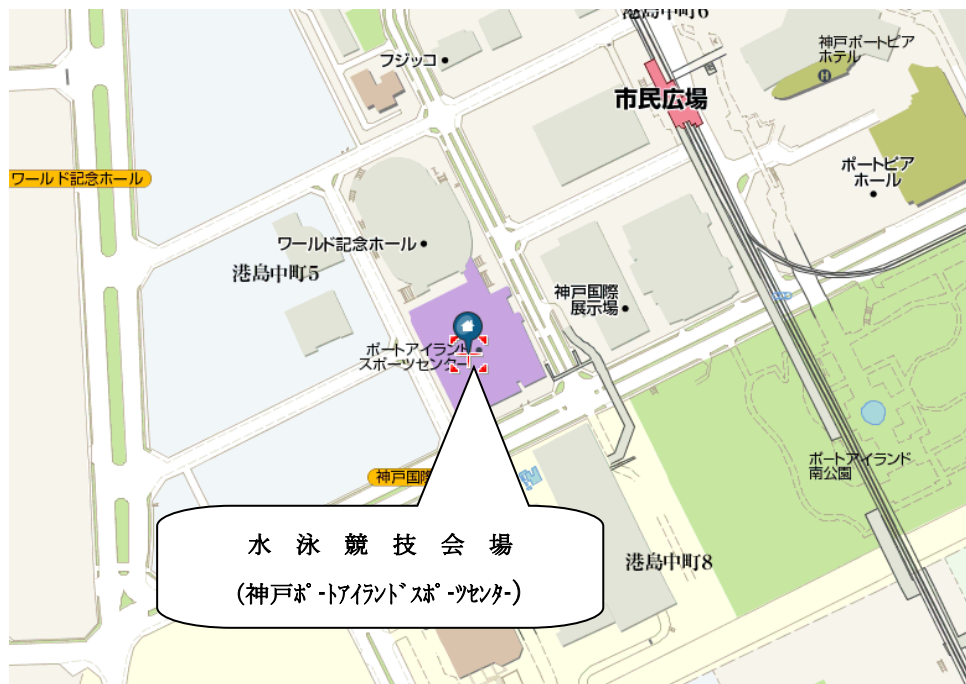 港島中町6
フジッコ
神戸ポートピア
ホテル
H
市民広場
ワールド記念ホール
ポートピア
ホール
ワールド記念ホール
港島中町5
神戸国際
展示場
ポートアイランド
スポーツセンター
ポートアイランド
南公園
神戸国際
水 泳 競 技 会 場
(神戸ﾎﾟｰﾄｱｲﾗﾝﾄﾞｽﾎﾟｰﾂｾﾝﾀｰ)
港島中町8